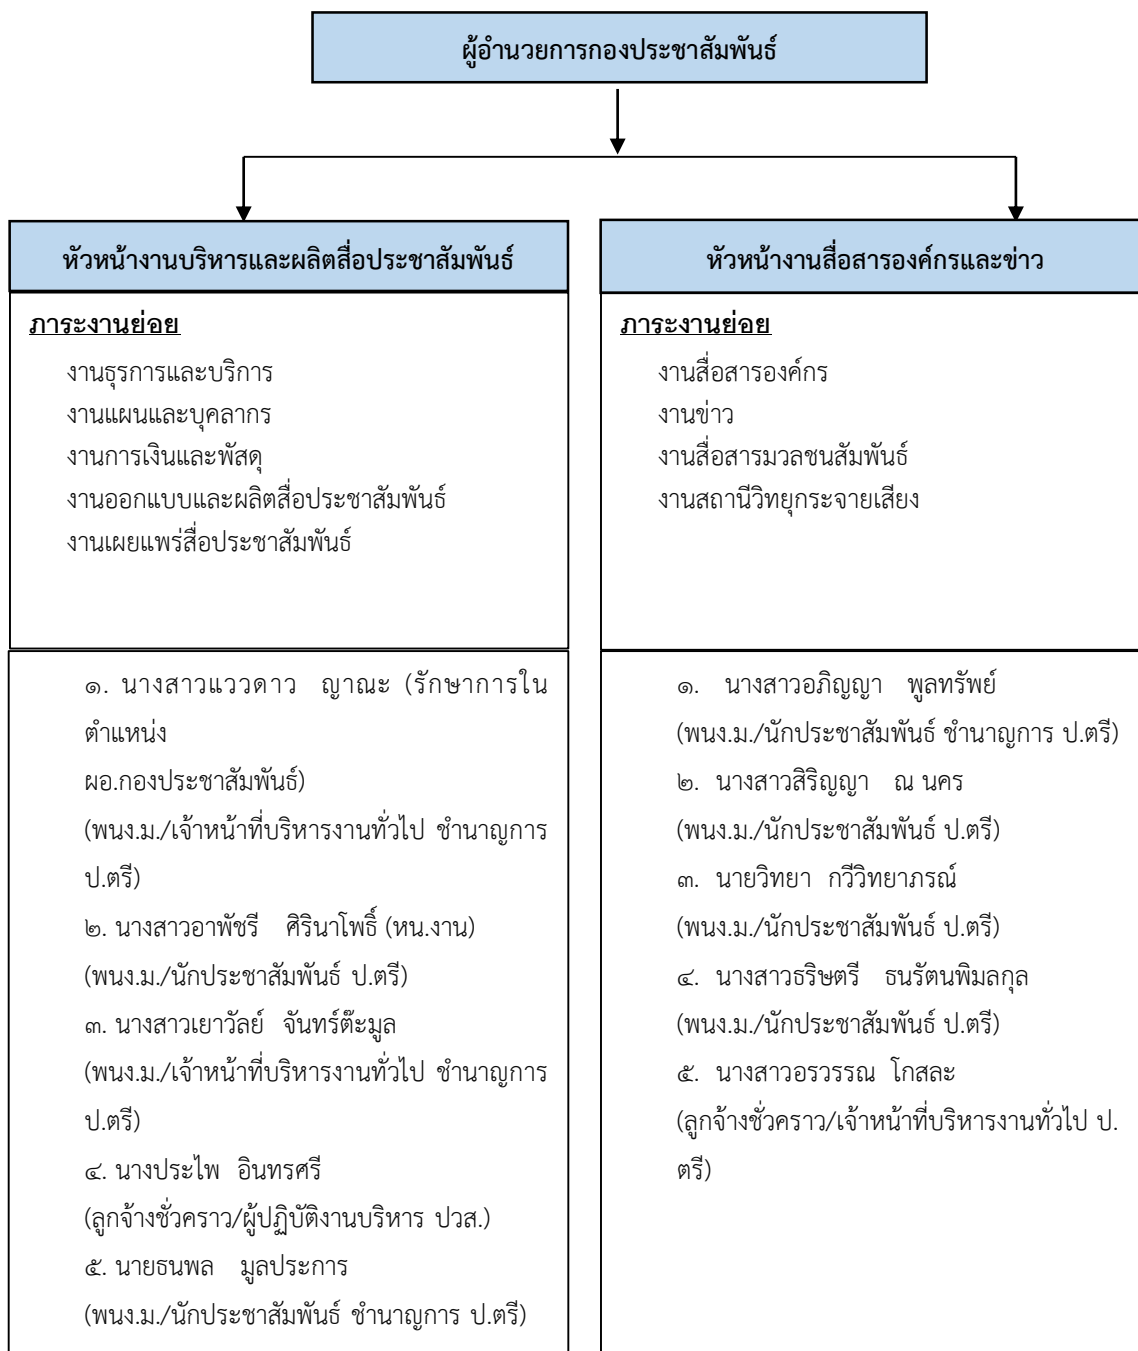 ผู้อำนวยการกองประชาสัมพันธ์
หัวหน้างานบริหารและผลิตสื่อประชาสัมพันธ์
ภาระงานย่อย
งานธุรการและบริการ
งานแผนและบุคลากร
งานการเงินและพัสดุ
งานออกแบบและผลิตสื่อประชาสัมพันธ์
งานเผยแพร่สื่อประชาสัมพันธ์
๑. นางสาวแววดาว ญาณะ (รักษาการใน
ตำแหน่ง
ผอ.กองประชาสัมพันธ์)
(พนง.ม./เจ้าหน้าที่บริหารงานทั่วไป ชำนาญการ
ป.ตรี)
๒. นางสาวอาพัชรี ศิรินาโพธิ์ (หน.งาน)
(พนง.ม./นักประชาสัมพันธ์ ป.ตรี)
๓. นางสาวเยาวัลย์ จันทร์ต๊ะมูล
(พนง.ม./เจ้าหน้าที่บริหารงานทั่วไป ชำนาญการ
ป.ตรี)
๔. นางประไพ อินทรศรี
(ลูกจ้างชั่วคราว/ผู้ปฏิบัติงานบริหาร ปวส.)
๕. นายธนพล มูลประการ
(พนง.ม./นักประชาสัมพันธ์ ชำนาญการ ป.ตรี)
หัวหน้างานสื่อสารองค์กรและข่าว
ภาระงานย่อย
งานสื่อสารองค์กร
งานข่าว
งานสื่อสารมวลชนสัมพันธ์
งานสถานีวิทยุกระจายเสียง
๑. นางสาวอภิญญา พูลทรัพย์
(พนง.ม./นักประชาสัมพันธ์ ชำนาญการ ป.ตรี)
๒. นางสาวสิริญญา ณ นคร
(พนง.ม./นักประชาสัมพันธ์ ป.ตรี)
๓. นายวิทยา กวีวิทยาภรณ์
(พนง.ม./นักประชาสัมพันธ์ ป.ตรี)
๔. นางสาวธริษตรี ธนรัตนพิมลกุล
(พนง.ม./นักประชาสัมพันธ์ ป.ตรี)
๕. นางสาวอรวรรณ โกสละ
(ลูกจ้างชั่วคราว/เจ้าหน้าที่บริหารงานทั่วไป ป.
ตรี)